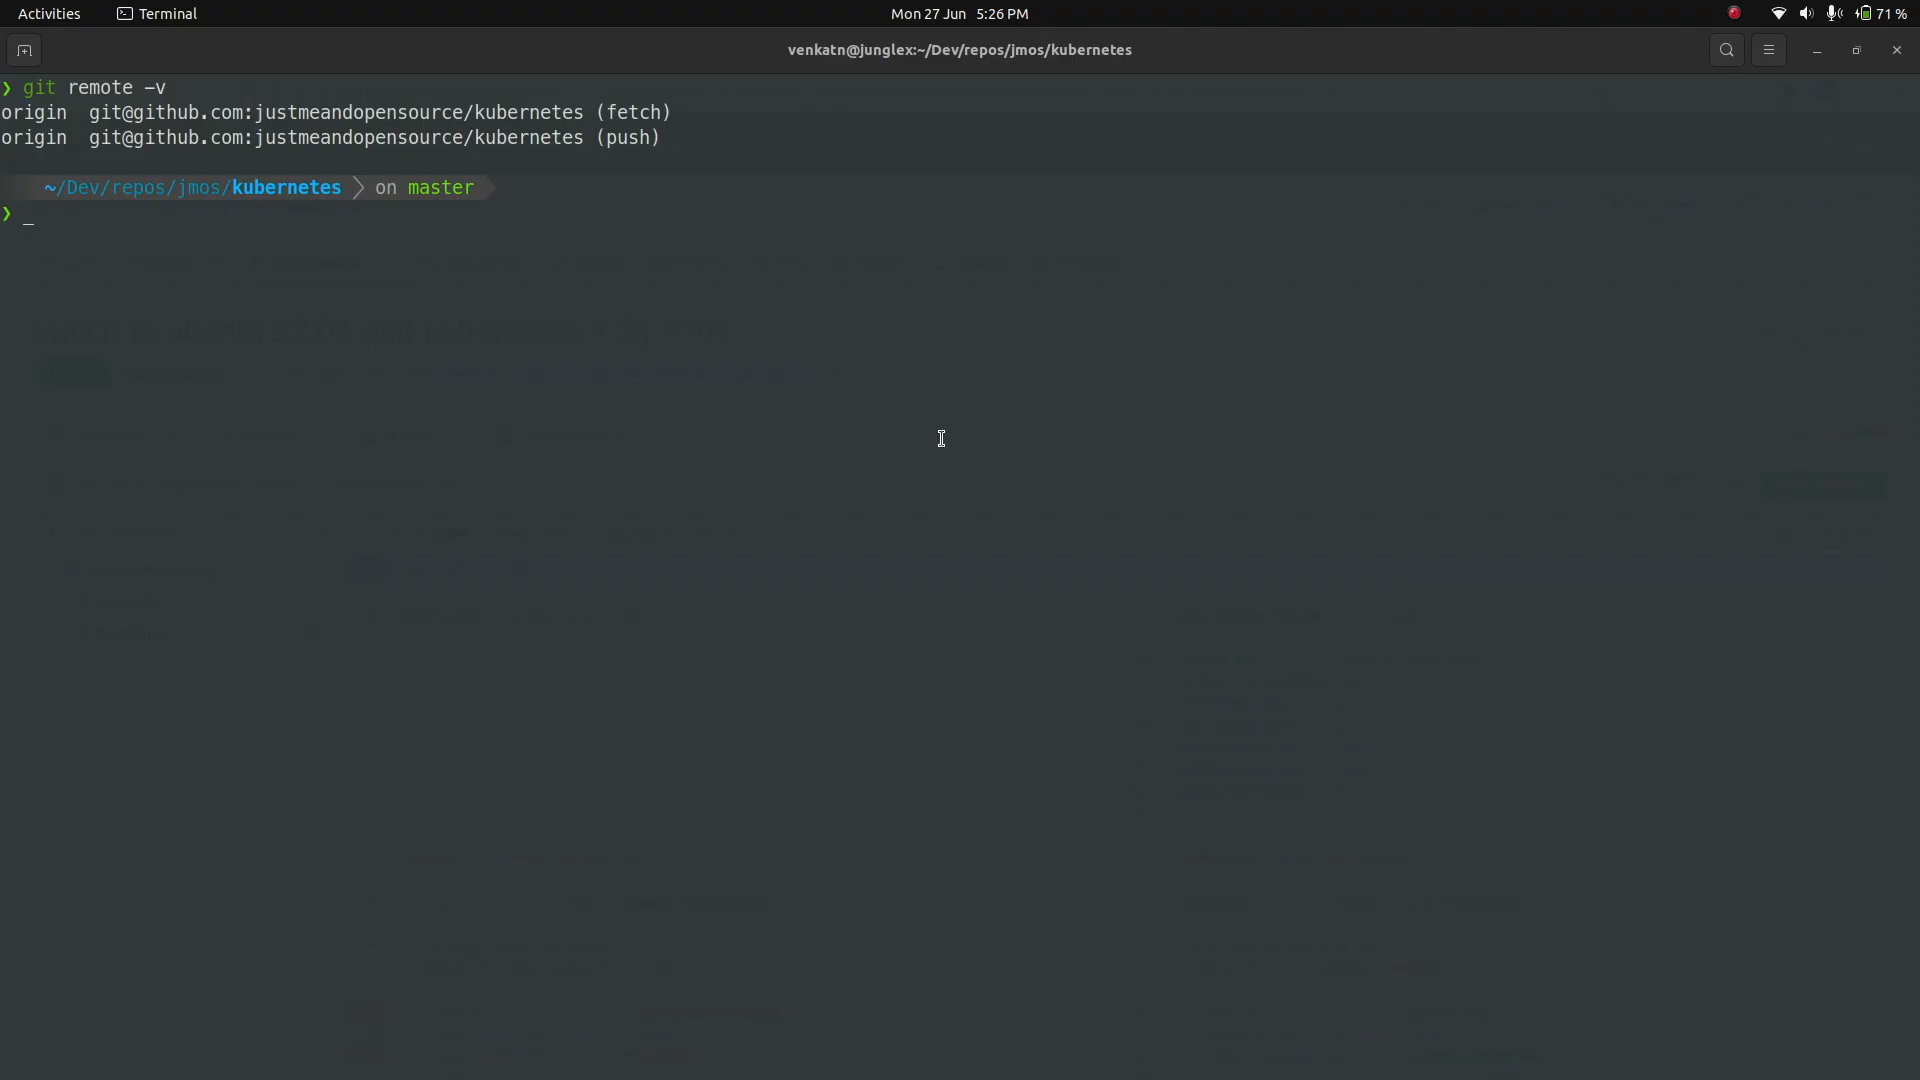 Activities Terminal Mon 27 Jun 5:26 PM 71 %
venkatn@junglex:~/Dev/repos/jmos/kubernetes
❯ git remote -v
origin git@github.com:justmeandopensource/kubernetes (fetch)
origin git@github.com:justmeandopensource/kubernetes (push)
~/Dev/repos/jmos/kubernetes on master
❯ _